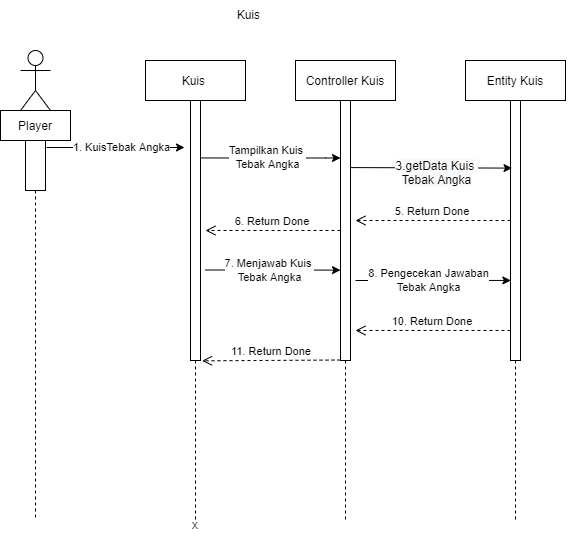 Kuis
Kuis
Controller Kuis
Entity Kuis
Player
1. KuisTebak Angka
Tampilkan Kuis
Tebak Angka
3.getData Kuis
Tebak Angka
5. Return Done
6. Return Done
7. Menjawab Kuis
Tebak Angka
8. Pengecekan Jawaban
Tebak Angka
10. Return Done
11. Return Done
X